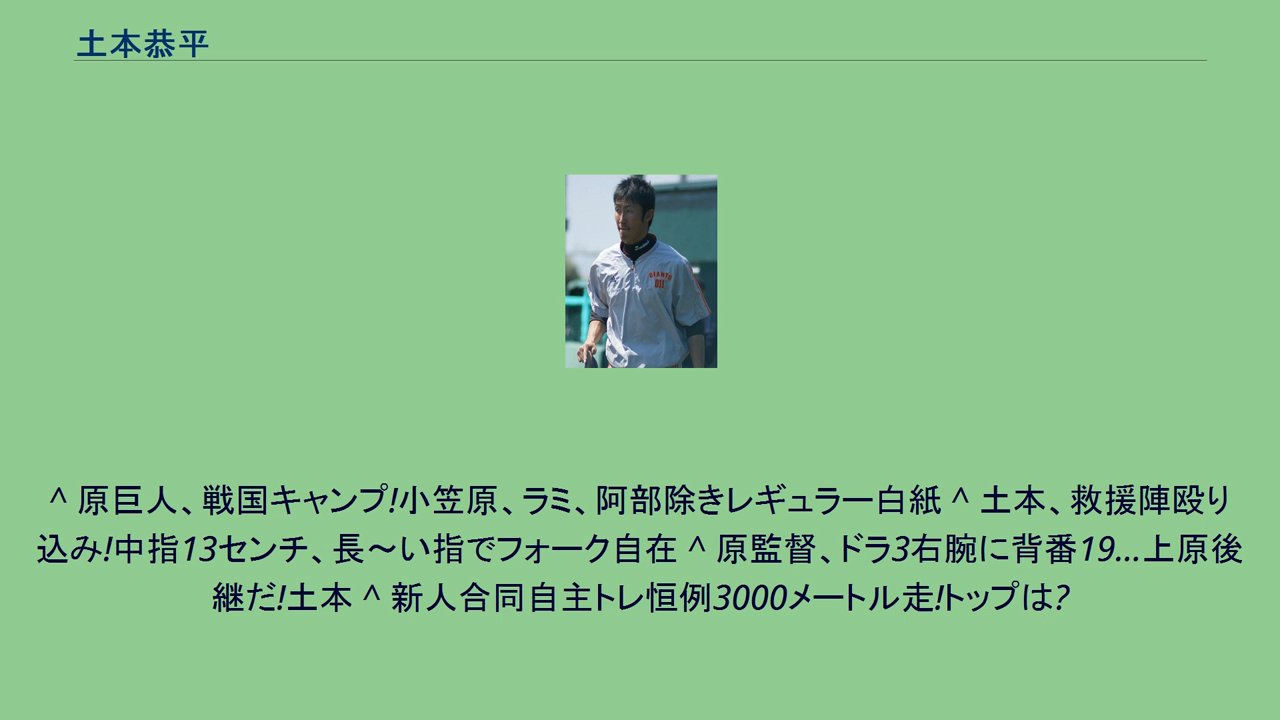 土本恭平
GIANTS
011
^ 原巨人、戦国キャンプ!小笠原、ラミ、阿部除きレギュラー白紙 ^ 土本、救援陣殴り
込み!中指13センチ、長〜い指でフォーク自在 ^ 原監督、ドラ3右腕に背番19…上原後
継だ!土本 ^ 新人合同自主トレ恒例3000メートル走!トップは?